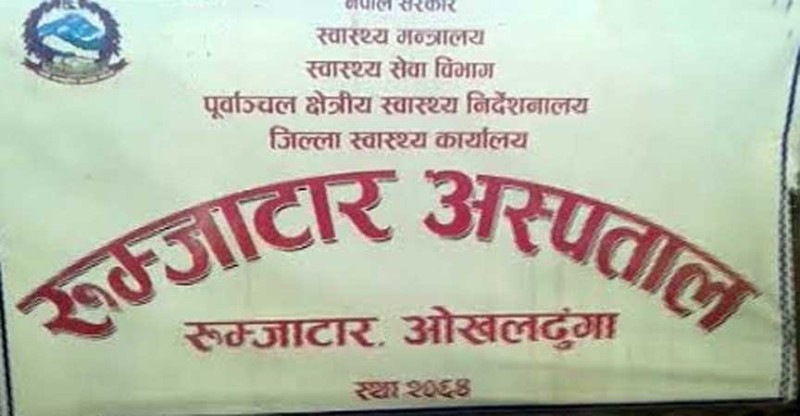 नेपाल सरकार
स्वास्थ्य मन्त्रालय
स्वास्थ्य सेवा विभाग
पूर्वाञ्चल क्षेत्रीय स्वास्थ्य निर्देशनालय
जिल्ला स्वास्थ्य कार्यालय
रुम्जाटार अस्पताल
रुम्जाटार, ओखलढुंगा
स्था २०६४